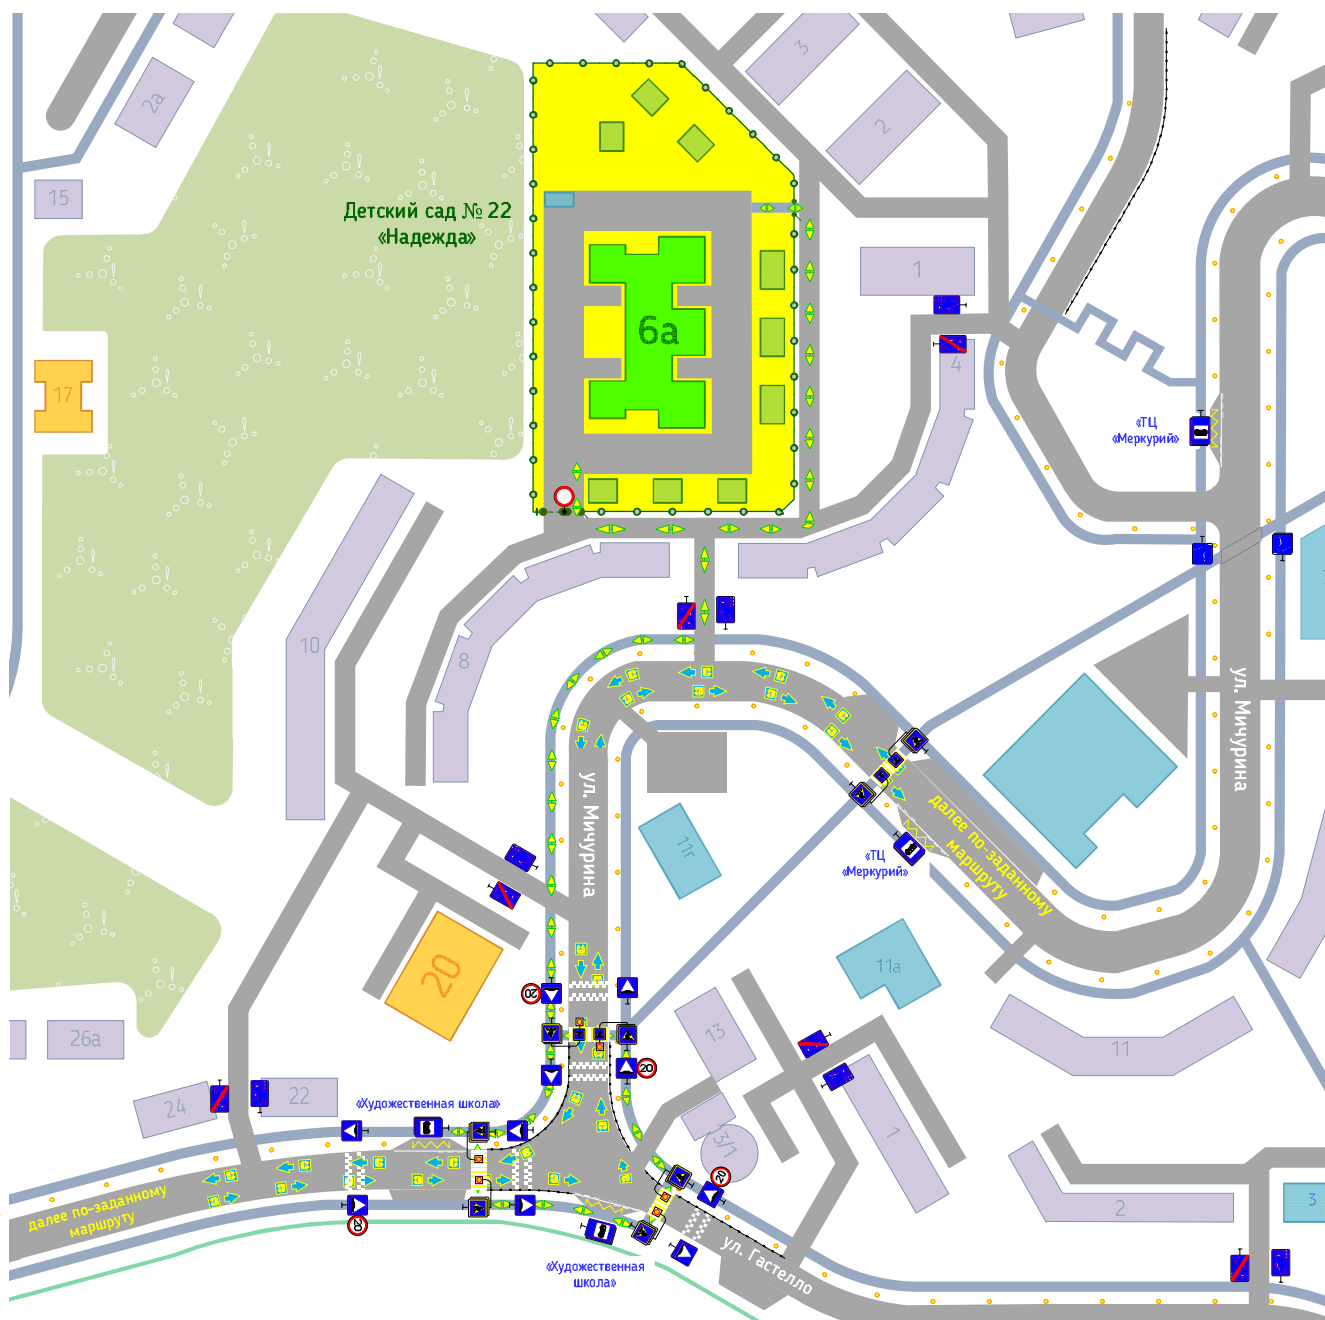 3
2а
2
15
Детский сад № 22
«Надежда»
1
6а
4
17
«ТЦ
«Меркурий»
10
8
ул. Мичурина
ул. Мичурина
далее по-заданному
маршруту
11г
«ТЦ
«Меркурий»
20
11а
20
13
20
26а
11
22
24
«Художественная школа»
13/1
1
20
2
3
далее по-заданному
маршруту
20
ул. Гастелло
«Художественная
школа»